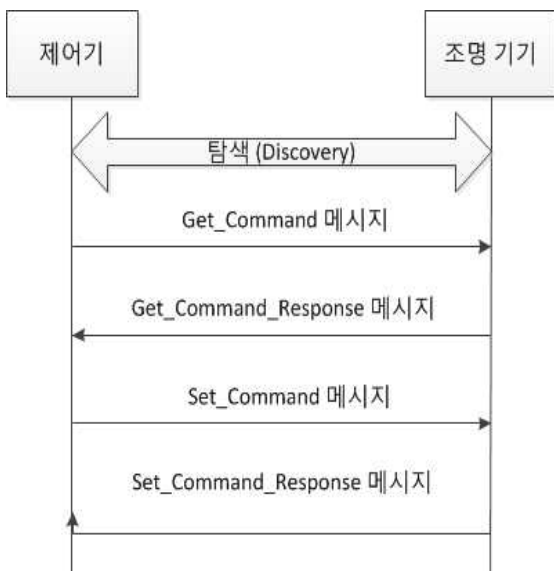 제어기
조명 기기
탐색 (Discovery)
Get_Command 메시지
Get_Command_Response 메시지
Set_Command 메시지
Set_Command_Response 메시지